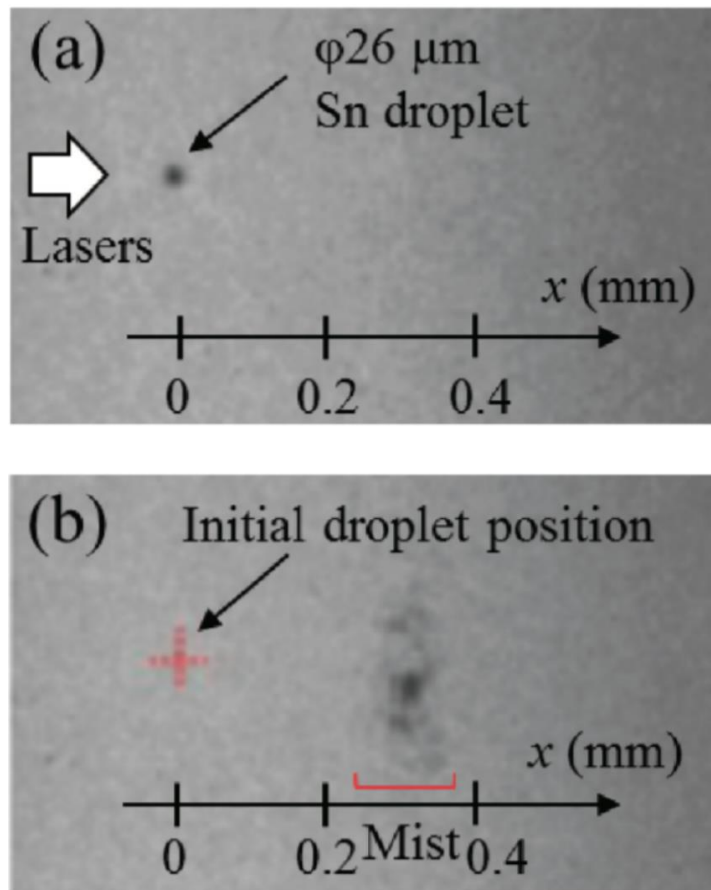 (a)
φ26 μm
Sn droplet
Lasers
x (mm)
0 0.2 0.4
(b)
Initial droplet position
x (mm)
0 0.2 Mist 0.4